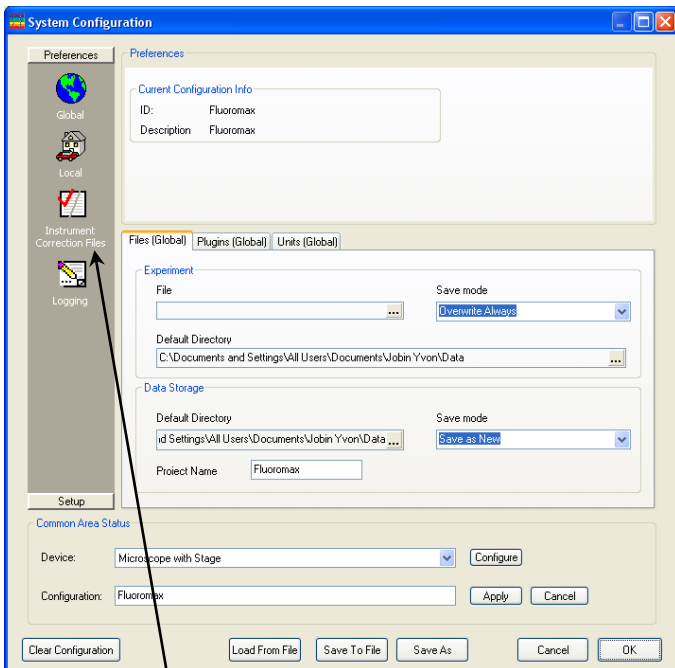 System Configuration
Preferences
Global
Local
Instrument
Correction Files
Logging
Setup
Preferences
Current Configuration Info
ID: Fluoromax
Description Fluoromax
Files (Global) Plugins (Global) Units (Global)
Experiment
File Save mode
... Overwrite Always
Default Directory
C:\Documents and Settings\All Users\Documents\Jobin Yvon\Data ...
Data Storage
Default Directory Save mode
id Settings\All Users\Documents\Jobin Yvon\Data ... Save as New
Project Name Fluoromax
Common Area Status
Device: Microscope with Stage Configure
Configuration: Fluoromax Apply Cancel
Clear Configuration Load From File Save To File Save As Cancel OK